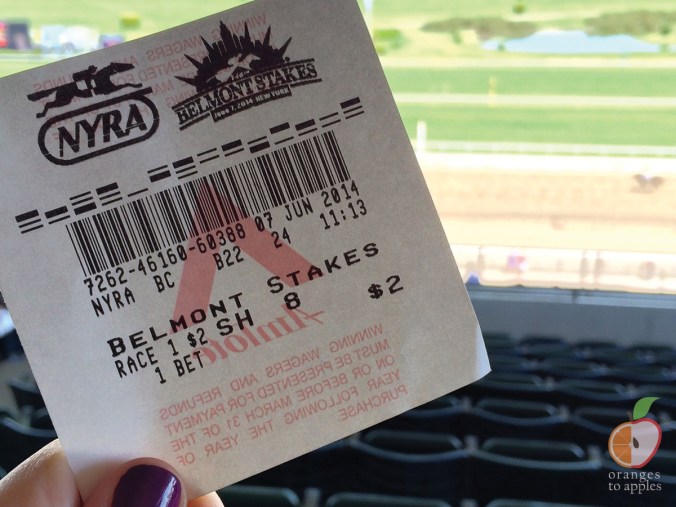 NYRA
BELMONT STAKES
June 7, 2014 NEW YORK
7262-46160-60388 07 JUN 2014
NYRA BC B22 24 11:13
BELMONT STAKES
RACE 1 $2 SH 8 $2
1 BET
Amtote
WINNING WAGERS AND REFUNDS
MUST BE PRESENTED FOR PAYMENT
ON OR BEFORE MARCH 31 OF THE
YEAR FOLLOWING THE YEAR OF
PURCHASE.
oranges
to apples